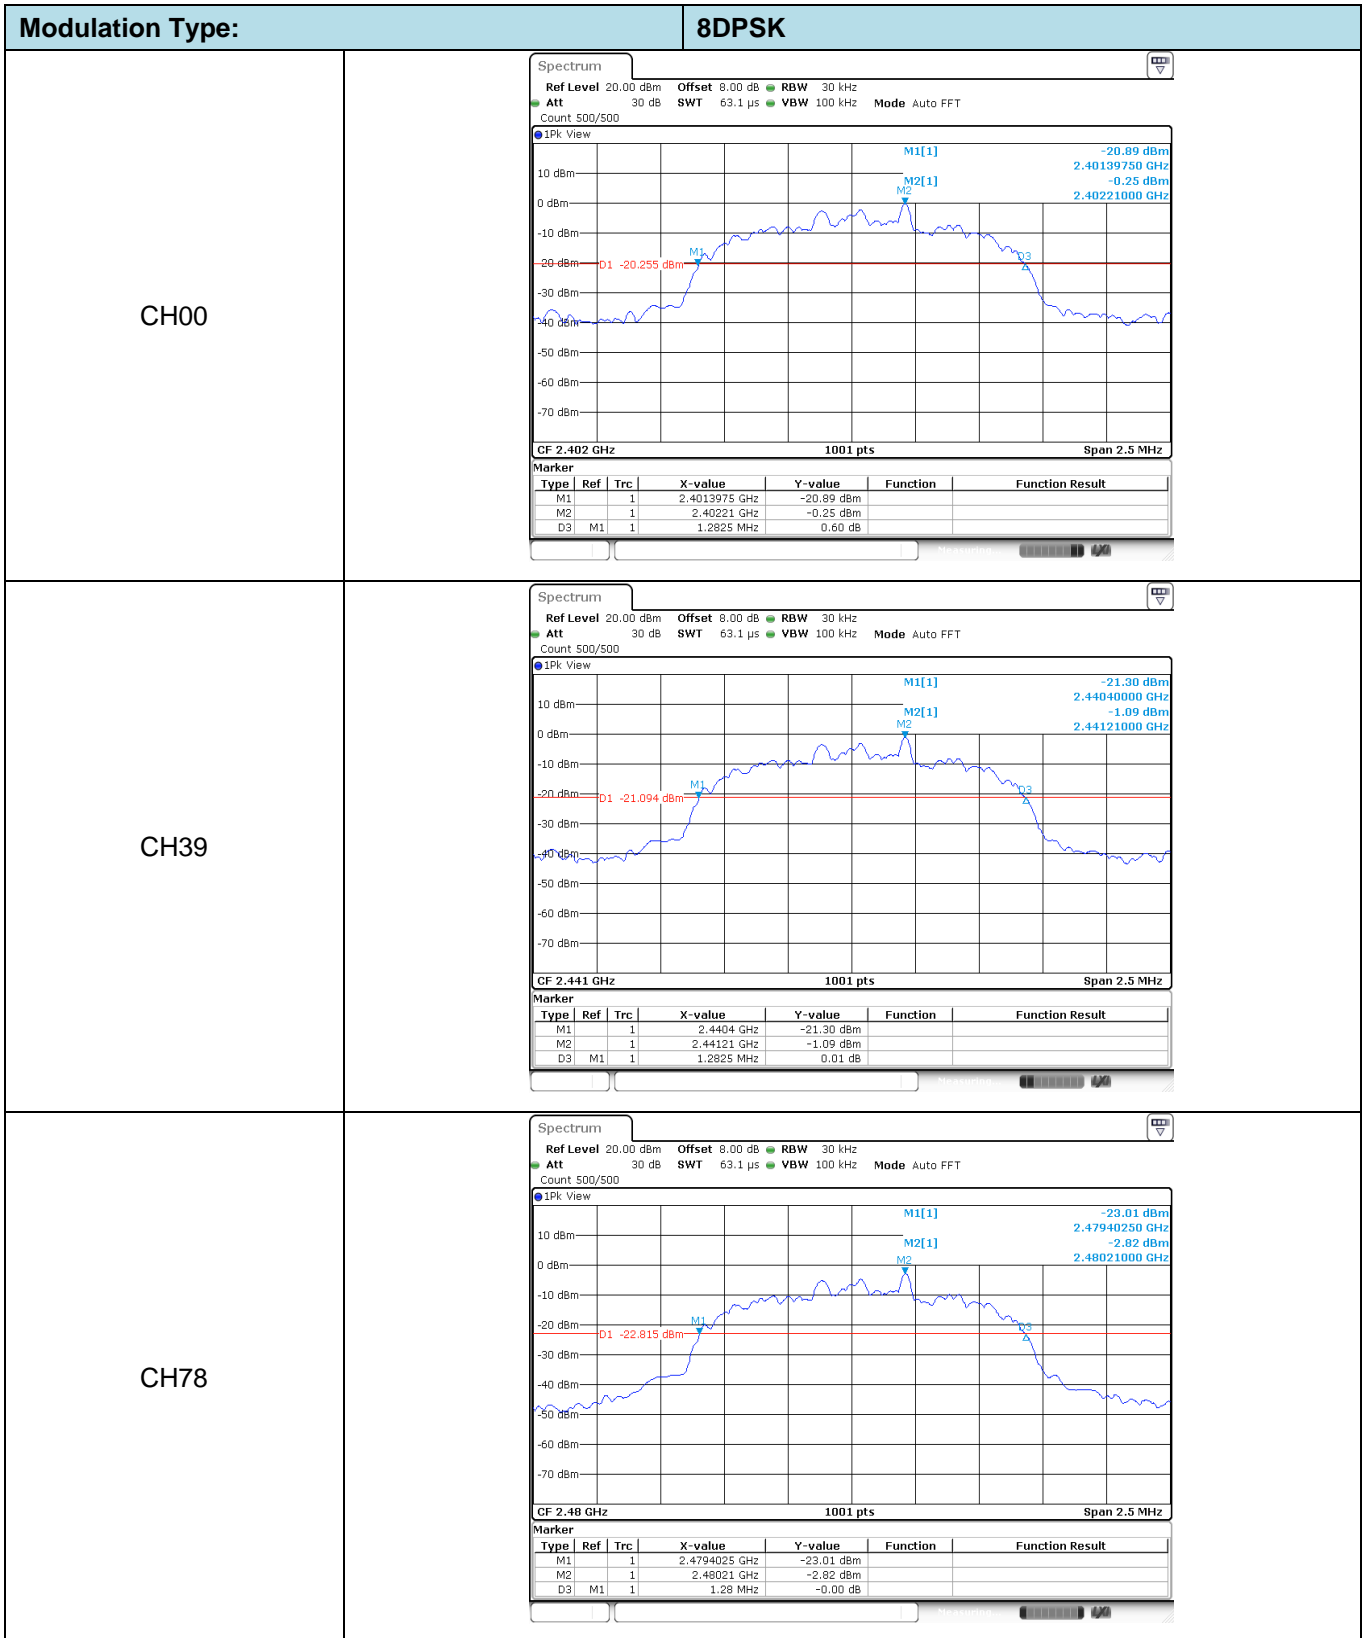 Modulation Type: 8DPSK
CH00
Spectrum
Ref Level 20.00 dBm Offset 8.00 dB RBW 30 kHz
Att 30 dB SWT 63.1 µs VBW 100 kHz Mode Auto FFT
Count 500/500
1Pk View
M1[1] -20.89 dBm
2.40139750 GHz
10 dBm
M2[1] -0.25 dBm
M2
2.40221000 GHz
0 dBm
-10 dBm
M1
D3
-20 dBm
D1 -20.255 dBm
-30 dBm
-40 dBm
-50 dBm
-60 dBm
-70 dBm
CF 2.402 GHz 1001 pts Span 2.5 MHz
Marker
Type Ref Trc X-value Y-value Function Function Result
M1 1 2.4013975 GHz -20.89 dBm
M2 1 2.40221 GHz -0.25 dBm
D3 M1 1 1.2825 MHz 0.60 dB
Measuring... LXI
CH39
Spectrum
Ref Level 20.00 dBm Offset 8.00 dB RBW 30 kHz
Att 30 dB SWT 63.1 µs VBW 100 kHz Mode Auto FFT
Count 500/500
1Pk View
M1[1] -21.30 dBm
2.44040000 GHz
10 dBm
M2[1] -1.09 dBm
M2
2.44121000 GHz
0 dBm
-10 dBm
M1
D3
-20 dBm
D1 -21.094 dBm
-30 dBm
-40 dBm
-50 dBm
-60 dBm
-70 dBm
CF 2.441 GHz 1001 pts Span 2.5 MHz
Marker
Type Ref Trc X-value Y-value Function Function Result
M1 1 2.4404 GHz -21.30 dBm
M2 1 2.44121 GHz -1.09 dBm
D3 M1 1 1.2825 MHz 0.01 dB
Measuring... LXI
CH78
Spectrum
Ref Level 20.00 dBm Offset 8.00 dB RBW 30 kHz
Att 30 dB SWT 63.1 µs VBW 100 kHz Mode Auto FFT
Count 500/500
1Pk View
M1[1] -23.01 dBm
2.47940250 GHz
10 dBm
M2[1] -2.82 dBm
M2
2.48021000 GHz
0 dBm
-10 dBm
M1
D3
-20 dBm
D1 -22.815 dBm
-30 dBm
-40 dBm
-50 dBm
-60 dBm
-70 dBm
CF 2.48 GHz 1001 pts Span 2.5 MHz
Marker
Type Ref Trc X-value Y-value Function Function Result
M1 1 2.4794025 GHz -23.01 dBm
M2 1 2.48021 GHz -2.82 dBm
D3 M1 1 1.28 MHz -0.00 dB
Measuring... LXI